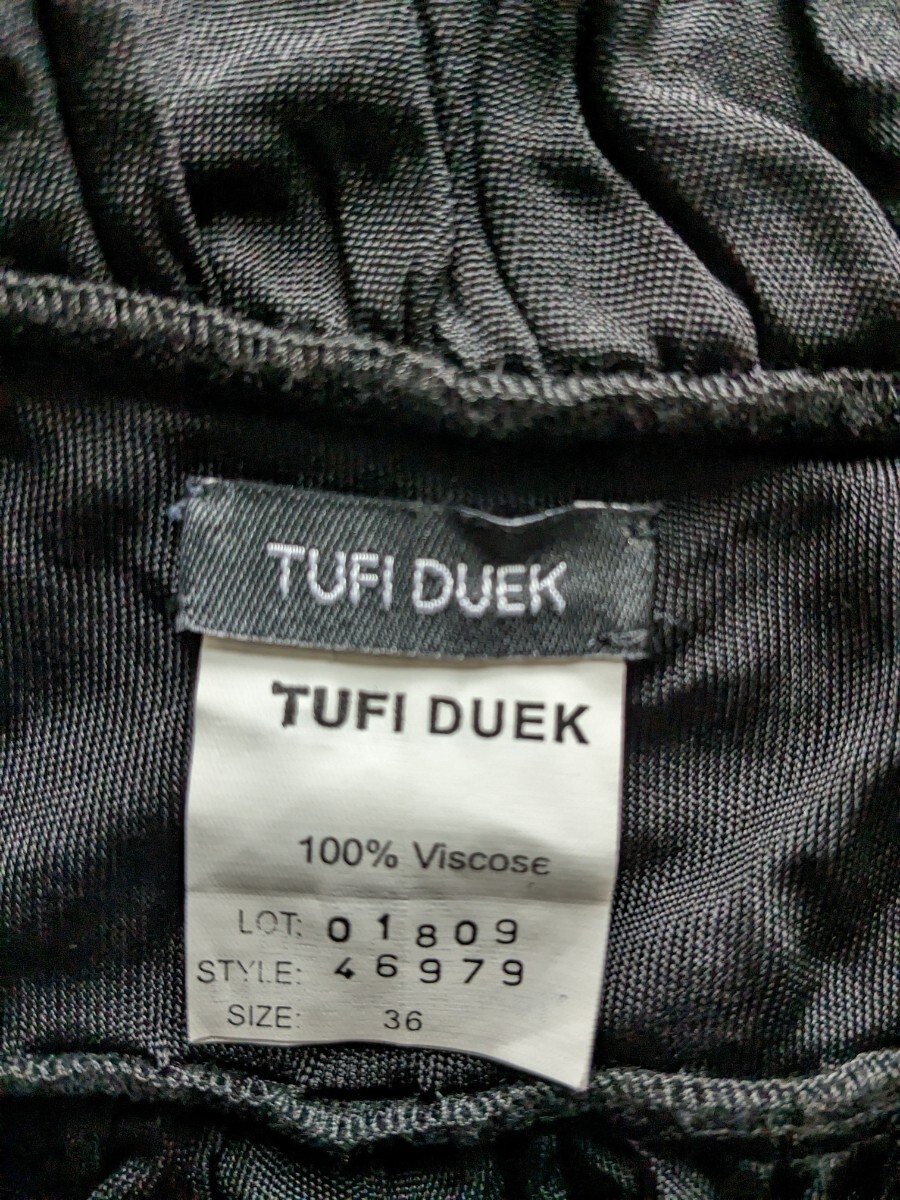 TUFI DUEK
TUFI DUEK
100% Viscose
LOT: 01809
STYLE: 46979
SIZE: 36